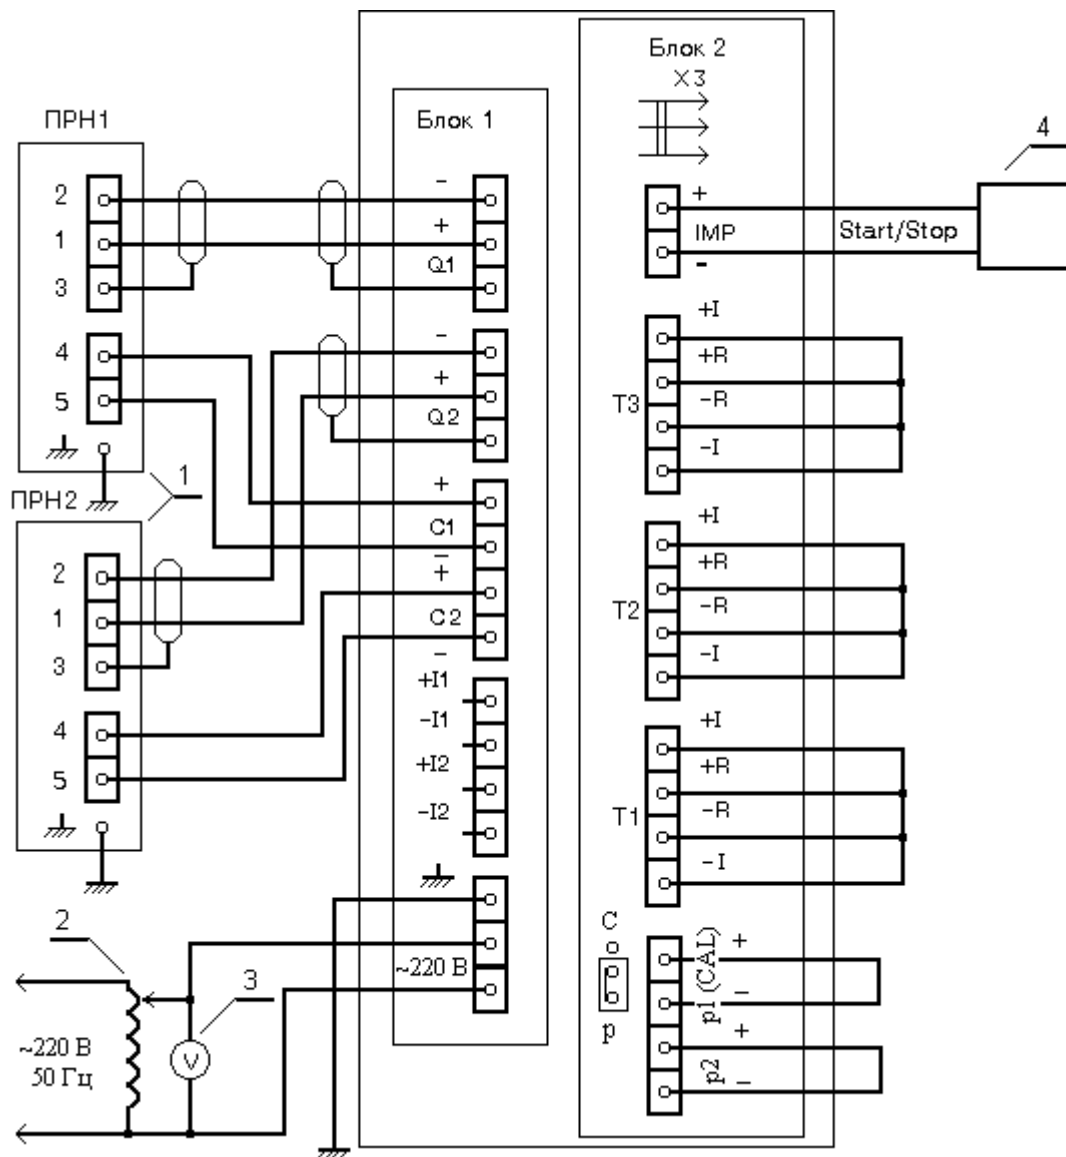 Блок 2
X3
ПРН1
Блок 1
4
2
1
3
4
5
-
+
Q1
-
+
Q2
+
IMP
-
Start/Stop
+I
+R
-R
-I
T3
1
ПРН2
2
1
3
4
5
+
C1
-
+
C2
-
+I1
-I1
+I2
-I2
+I
+R
-R
-I
T2
+I
+R
-R
-I
T1
2
3
V
~220 В
50 Гц
~220 В
C
p
p1 (CAL)
+
-
p2
+
-